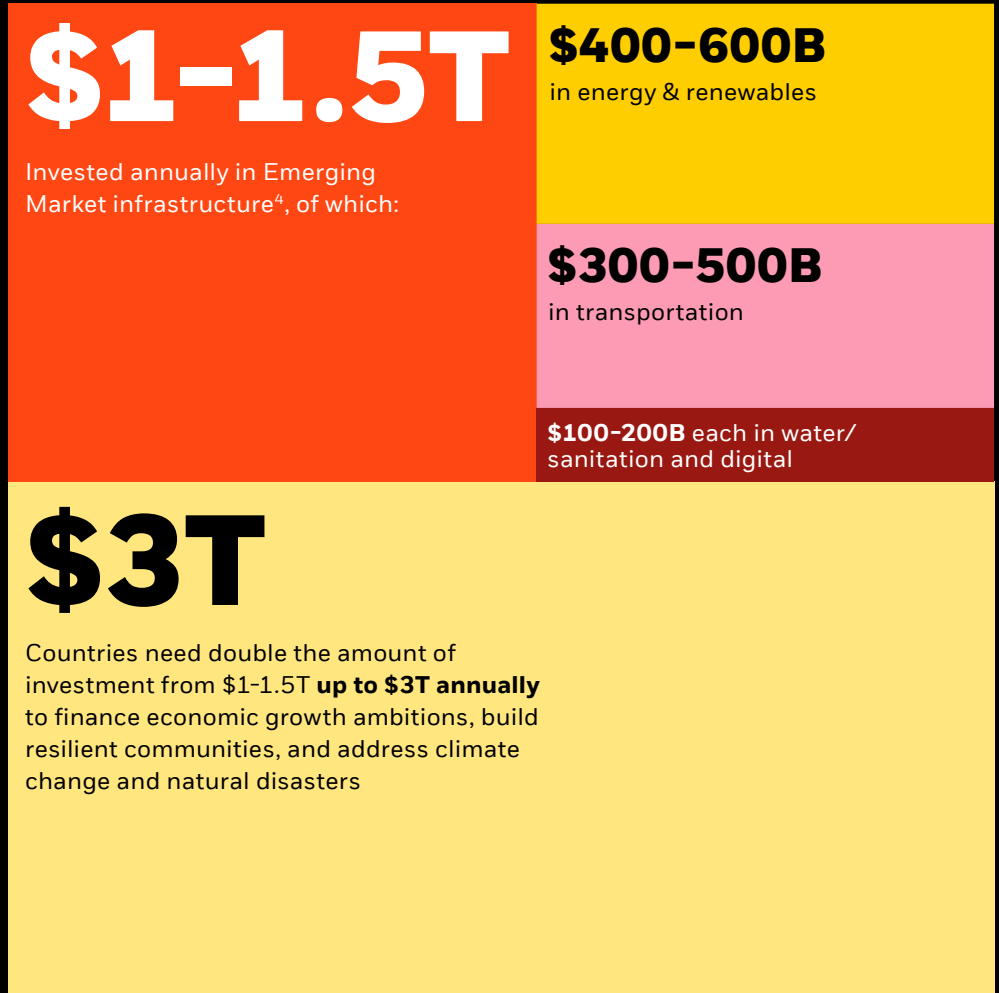 $1-1.5T
Invested annually in Emerging
Market infrastructure⁴, of which:
$400-600B
in energy & renewables
$300-500B
in transportation
$100-200B each in water/
sanitation and digital
$3T
Countries need double the amount of
investment from $1-1.5T up to $3T annually
to finance economic growth ambitions, build
resilient communities, and address climate
change and natural disasters